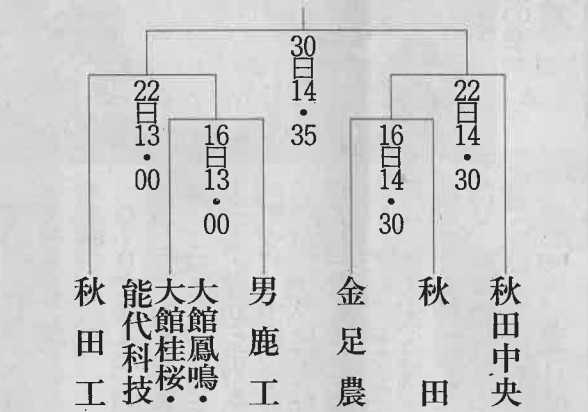 30日14・35
22日14・30
16日14・30
16日13・00
22日13・00
秋田中央
秋田
金足農
男鹿工
大館鳳鳴・
大館桂桜・
能代科技
秋田工